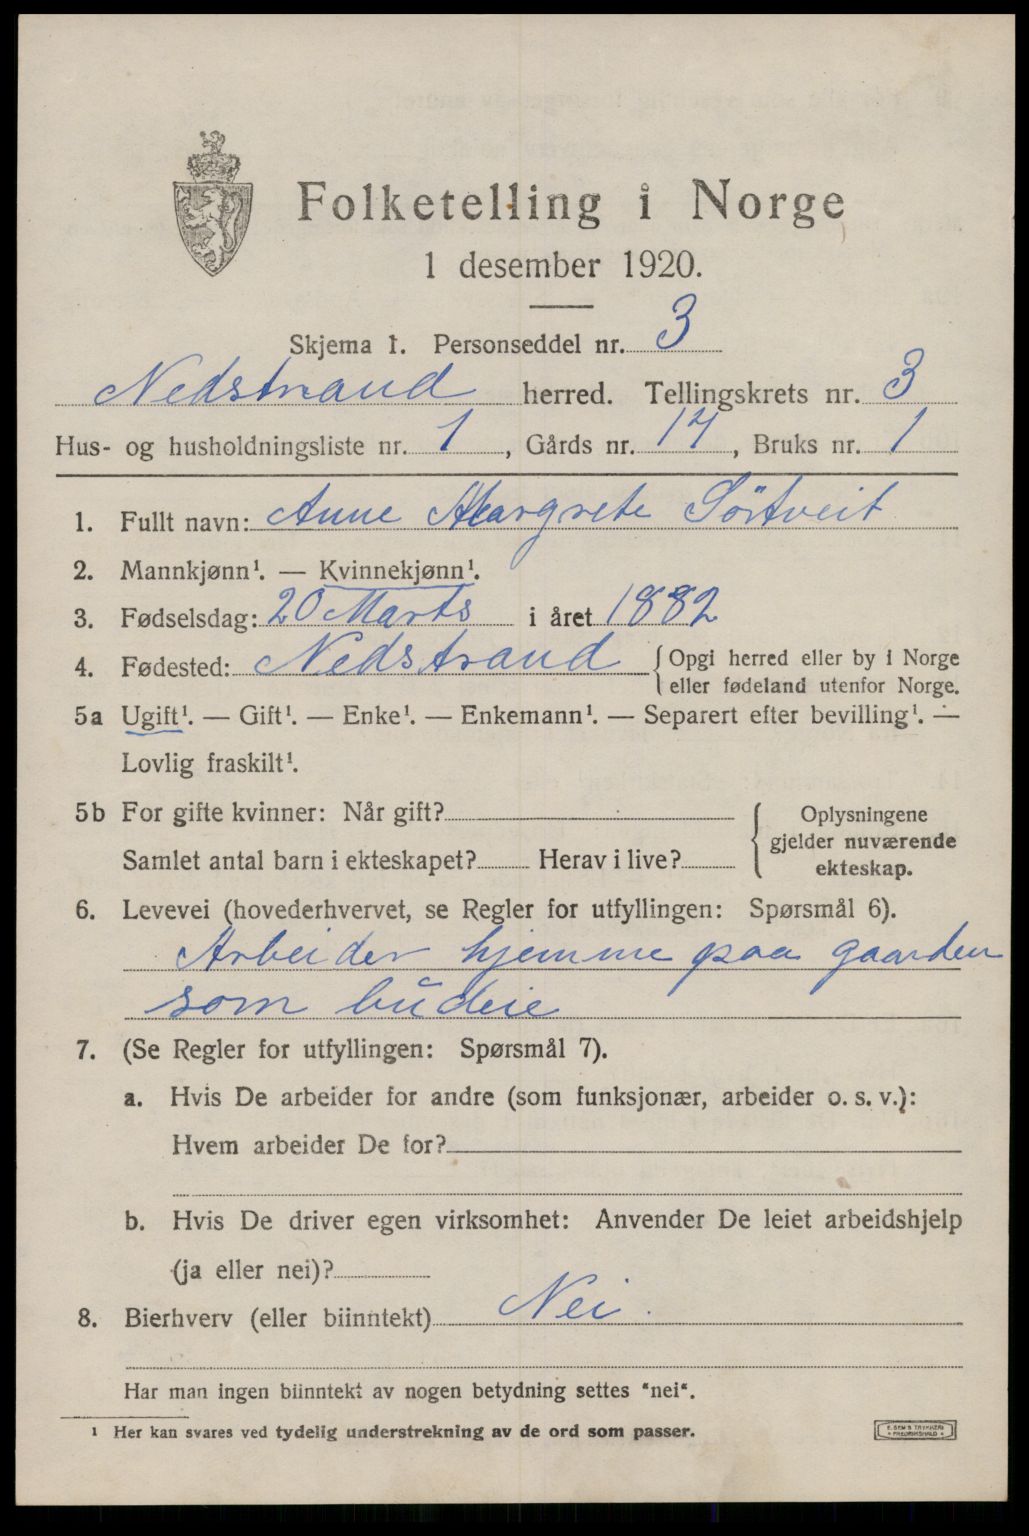 Folketelling i Norge
1 desember 1920.
Skjema 1. Personseddel nr. 3
Nedstrand herred. Tellingskrets nr. 3
Hus- og husholdningsliste nr. 1, Gårds nr. 14, Bruks nr. 1
1. Fullt navn: Anne Margrete Sörtveit
2. Mannkjønn¹. — Kvinnekjønn¹.
3. Fødselsdag: 20 Marts i året 1882
4. Fødested: Nedstrand {Opgi herred eller by i Norge
eller fødeland utenfor Norge.
5a Ugift¹. — Gift¹. — Enke¹. — Enkemann¹. — Separert efter bevilling¹. —
Lovlig fraskilt¹.
5b For gifte kvinner: Når gift?
Samlet antal barn i ekteskapet? Herav i live?
Oplysningene
gjelder nuværende
ekteskap.
6. Levevei (hovederhvervet, se Regler for utfyllingen: Spørsmål 6).
Arbeider hjemme paa gaarden
som budeie
7. (Se Regler for utfyllingen: Spørsmål 7).
a. Hvis De arbeider for andre (som funksjonær, arbeider o. s. v.):
Hvem arbeider De for?
b. Hvis De driver egen virksomhet: Anvender De leiet arbeidshjelp
(ja eller nei)?
8. Bierhverv (eller biinntekt) Nei.
Har man ingen biinntekt av nogen betydning settes "nei".
¹ Her kan svares ved tydelig understrekning av de ord som passer.
E. SEM'S TRYKKERI
FREDRIKSHALD